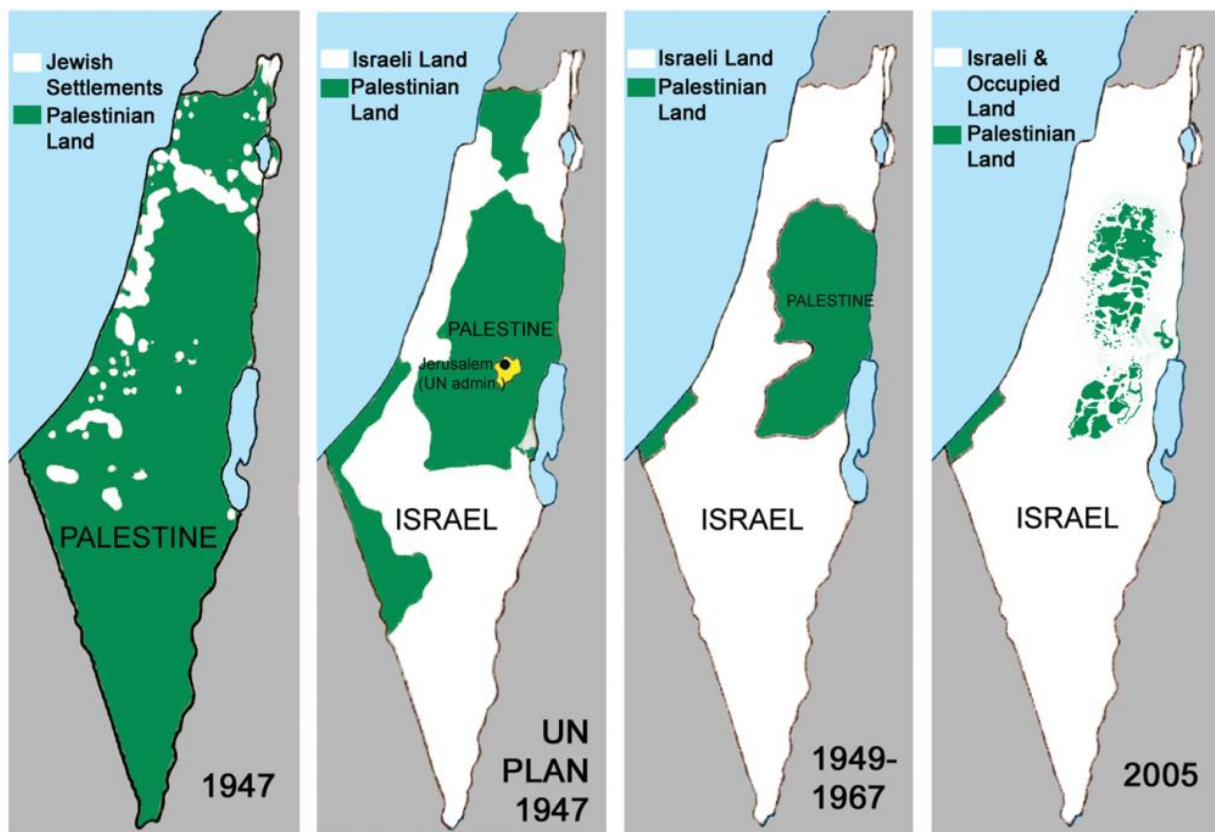 Jewish
Settlements
Palestinian
Land
PALESTINE
1947
Israeli Land
Palestinian
Land
PALESTINE
Jerusalem
(UN admin.)
ISRAEL
UN
PLAN
1947
Israeli Land
Palestinian
Land
PALESTINE
ISRAEL
1949-
1967
Israeli &
Occupied
Land
Palestinian
Land
ISRAEL
2005